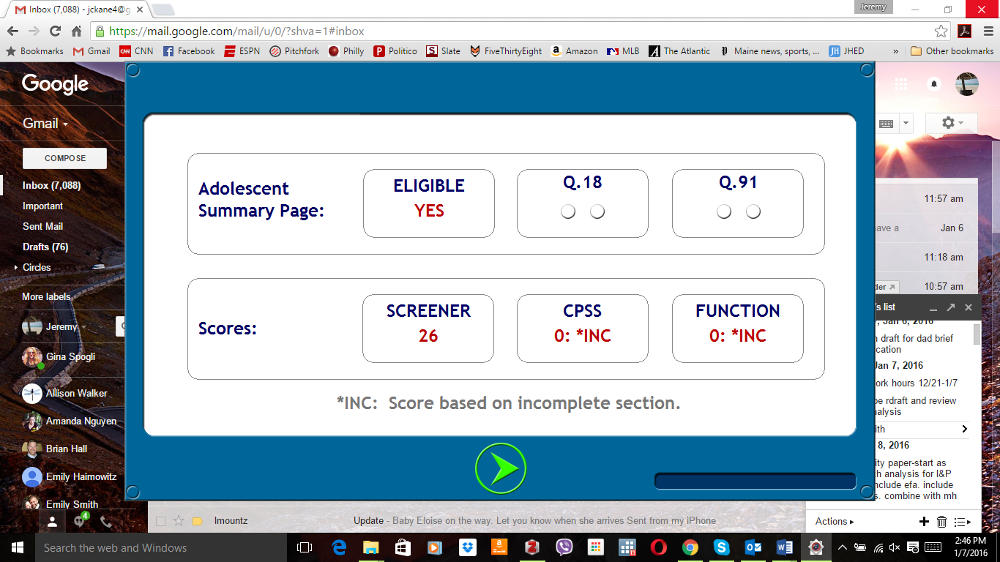 Inbox (7,088) - jckane4@g
Jeremy
https://mail.google.com/mail/u/0/?shva=1#inbox
Bookmarks Gmail CNN Facebook ESPN Pitchfork Philly Politico Slate FiveThirtyEight Amazon MLB The Atlantic Maine news, sports, ... JHED » Other bookmarks
Google
Gmail
COMPOSE
Inbox (7,088)
Important
Sent Mail
Drafts (76)
Circles
More labels
Jeremy
Gina Spogli
Allison Walker
Amanda Nguyen
Brian Hall
Emily Haimowitz
Emily Smith
4
Adolescent
Summary Page:
ELIGIBLE
YES
Q.18
Q.91
Scores:
SCREENER
26
CPSS
0: *INC
FUNCTION
0: *INC
*INC: Score based on incomplete section.
11:57 am
ave a Jan 6
11:18 am
der 10:57 am
's list
, Jan 6, 2016
draft for dad brief
cation
Jan 7, 2016
ork hours 12/21-1/7
be rdraft and review
alysis
ith
8, 2016
ity paper-start as
h analysis for I&P
nclude efa. include
s. combine with mh
Actions
lmountz Update - Baby Eloise on the way. Let you know when she arrives Sent from my iPhone
Search the web and Windows
13
2:46 PM
1/7/2016